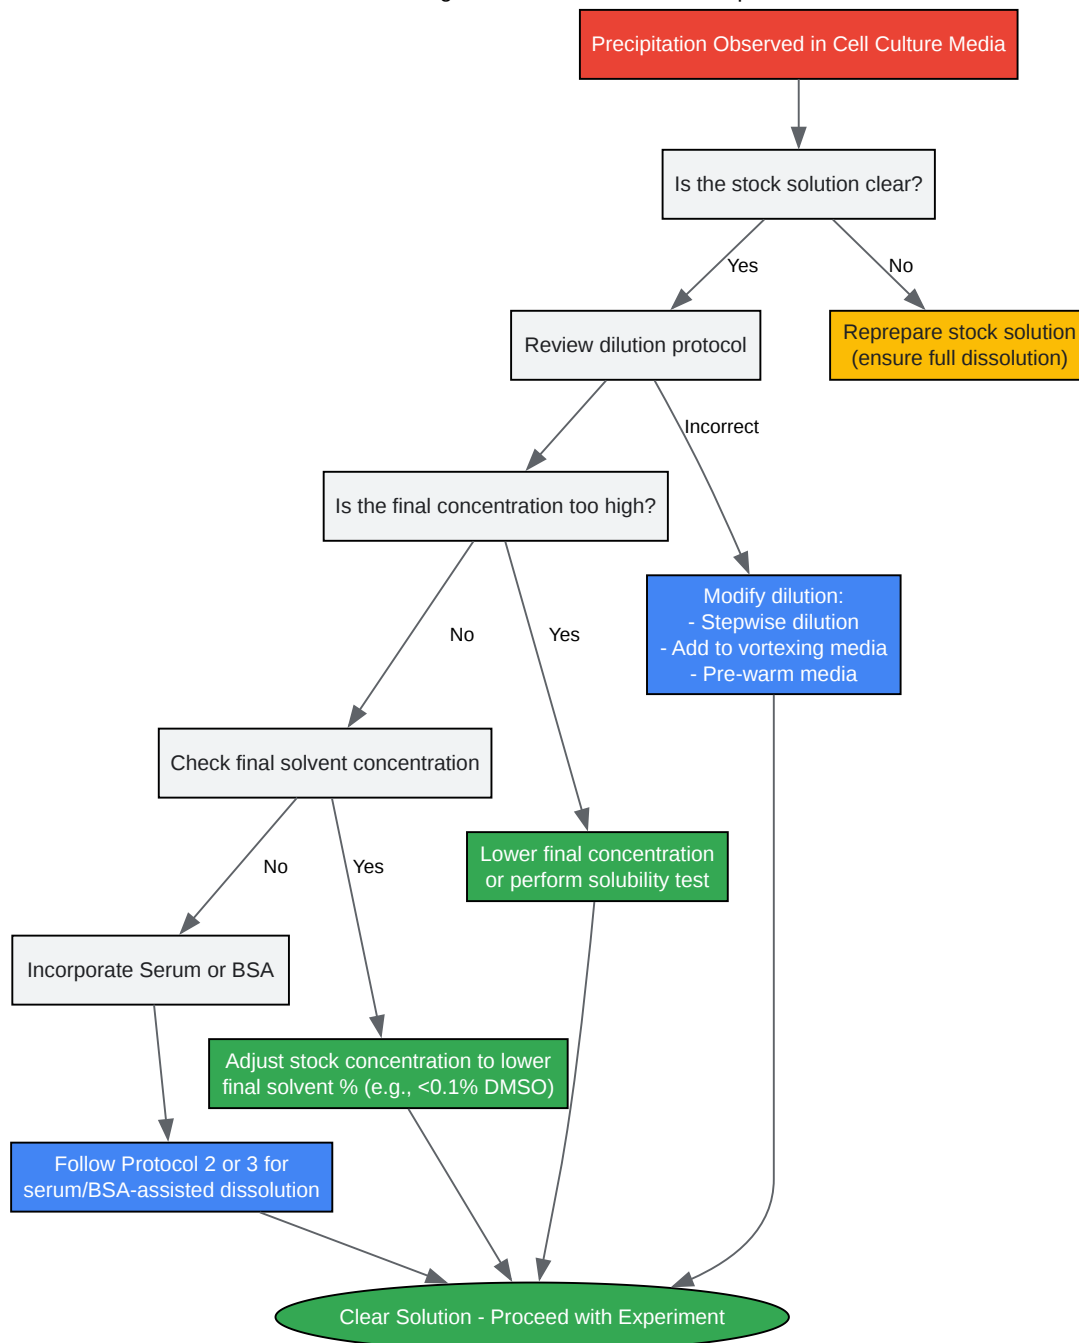 Precipitation Observed in Cell Culture Media
Is the stock solution clear?
Yes
No
Review dilution protocol
Reprepare stock solution
(ensure full dissolution)
Incorrect
Is the final concentration too high?
Modify dilution:
- Stepwise dilution
- Add to vortexing media
- Pre-warm media
No
Yes
Check final solvent concentration
Lower final concentration
or perform solubility test
No
Yes
Incorporate Serum or BSA
Adjust stock concentration to lower
final solvent % (e.g., <0.1% DMSO)
Follow Protocol 2 or 3 for
serum/BSA-assisted dissolution
Clear Solution - Proceed with Experiment